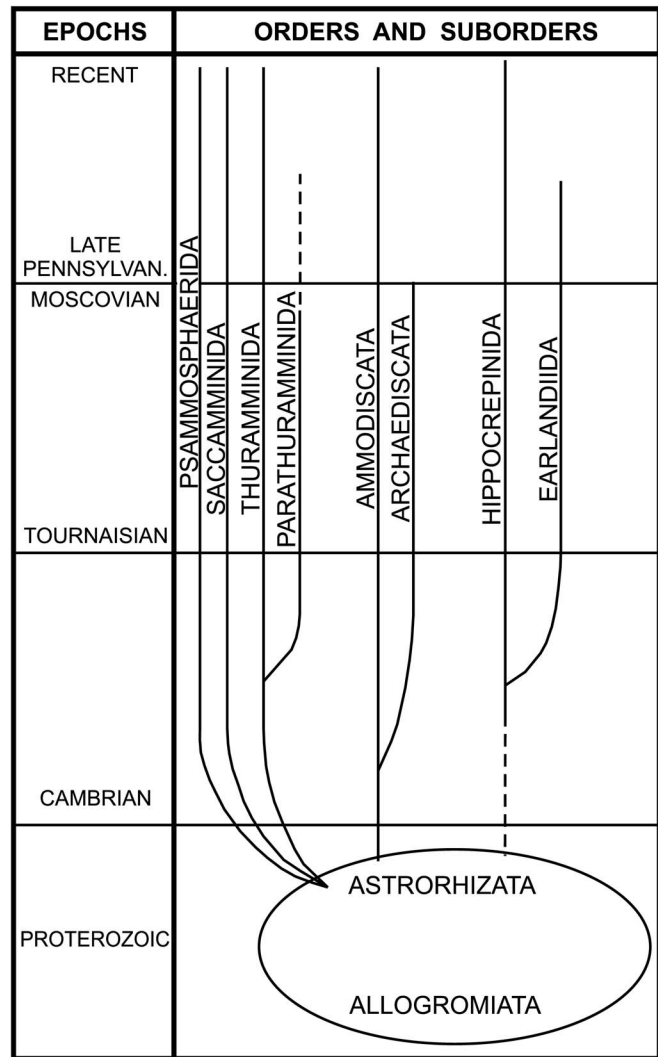 EPOCHS
ORDERS AND SUBORDERS
RECENT
LATE
PENNSYLVAN.
MOSCOVIAN
TOURNAISIAN
CAMBRIAN
PROTEROZOIC
PSAMMOSPHAERIDA
SACCAMMINIDA
THURAMMINIDA
PARATHURAMMINIDA
AMMODISCATA
ARCHAEDISCATA
HIPPOCREPINIDA
EARLANDIIDA
ASTRORHIZATA
ALLOGROMIATA